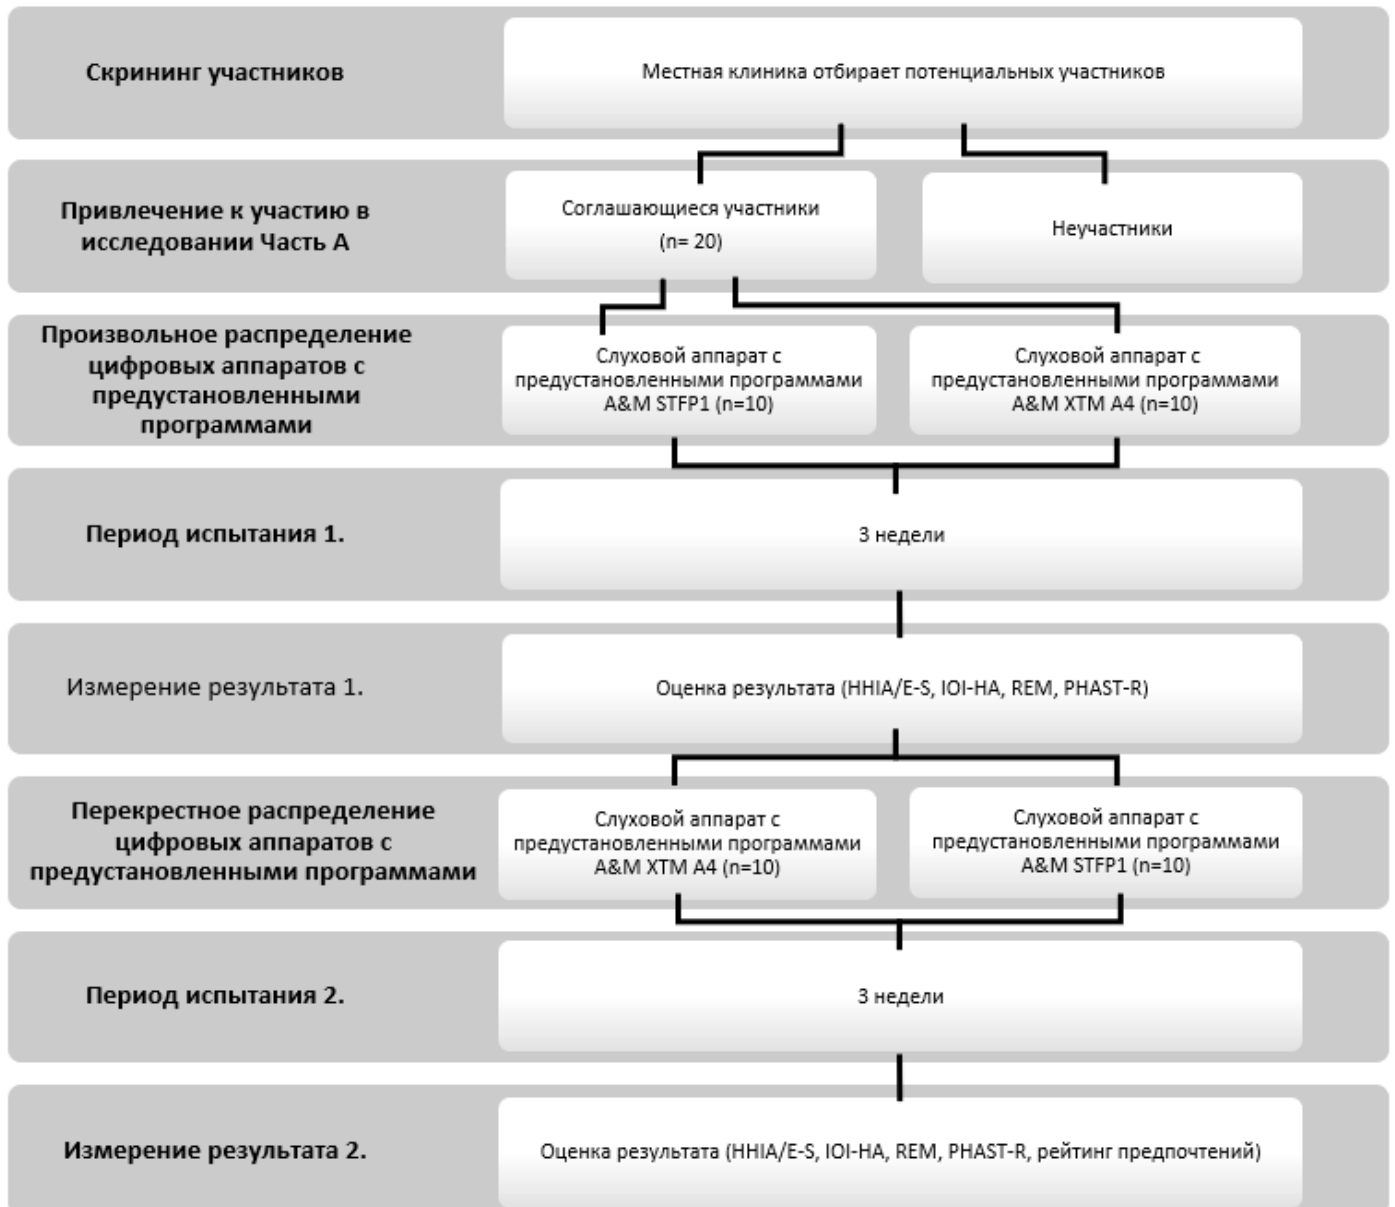 Скрининг участников
Местная клиника отбирает потенциальных участников
Привлечение к участию в
исследовании Часть А
Соглашающиеся участники
(n= 20)
Неучастники
Произвольное распределение
цифровых аппаратов с
предустановленными
программами
Слуховой аппарат с
предустановленными программами
A&M STFP1 (n=10)
Слуховой аппарат с
предустановленными программами
A&M XTM A4 (n=10)
Период испытания 1.
3 недели
Измерение результата 1.
Оценка результата (HHIA/E-S, IOI-HA, REM, PHAST-R)
Перекрестное распределение
цифровых аппаратов с
предустановленными программами
Слуховой аппарат с
предустановленными программами
A&M XTM A4 (n=10)
Слуховой аппарат с
предустановленными программами
A&M STFP1 (n=10)
Период испытания 2.
3 недели
Измерение результата 2.
Оценка результата (HHIA/E-S, IOI-HA, REM, PHAST-R, рейтинг предпочтений)